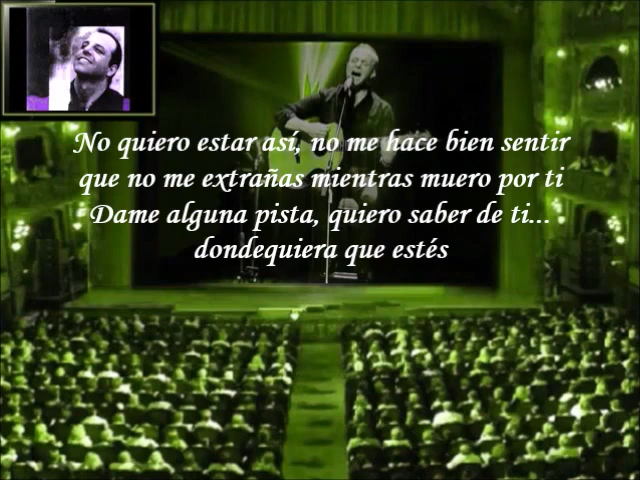 No quiero estar así, no me hace bien sentir
que no me extrañas mientras muero por ti
Dame alguna pista, quiero saber de ti...
dondequiera que estés